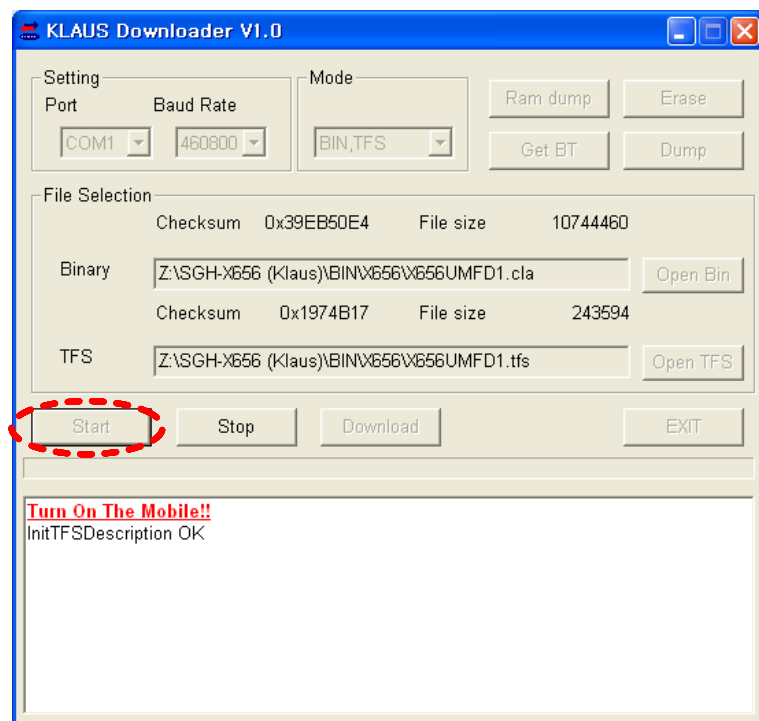 KLAUS Downloader V1.0
Setting
Mode
Port Baud Rate
Ram dump Erase
COM1 460800 BIN,TFS
Get BT Dump
File Selection
Checksum 0x39EB50E4 File size 10744460
Binary Z:\SGH-X656 (Klaus)\BIN\X656\X656UMFD1.cla Open Bin
Checksum 0x1974B17 File size 243594
TFS Z:\SGH-X656 (Klaus)\BIN\X656\X656UMFD1.tfs Open TFS
Start Stop Download EXIT
Turn On The Mobile!!
InitTFSDescription OK